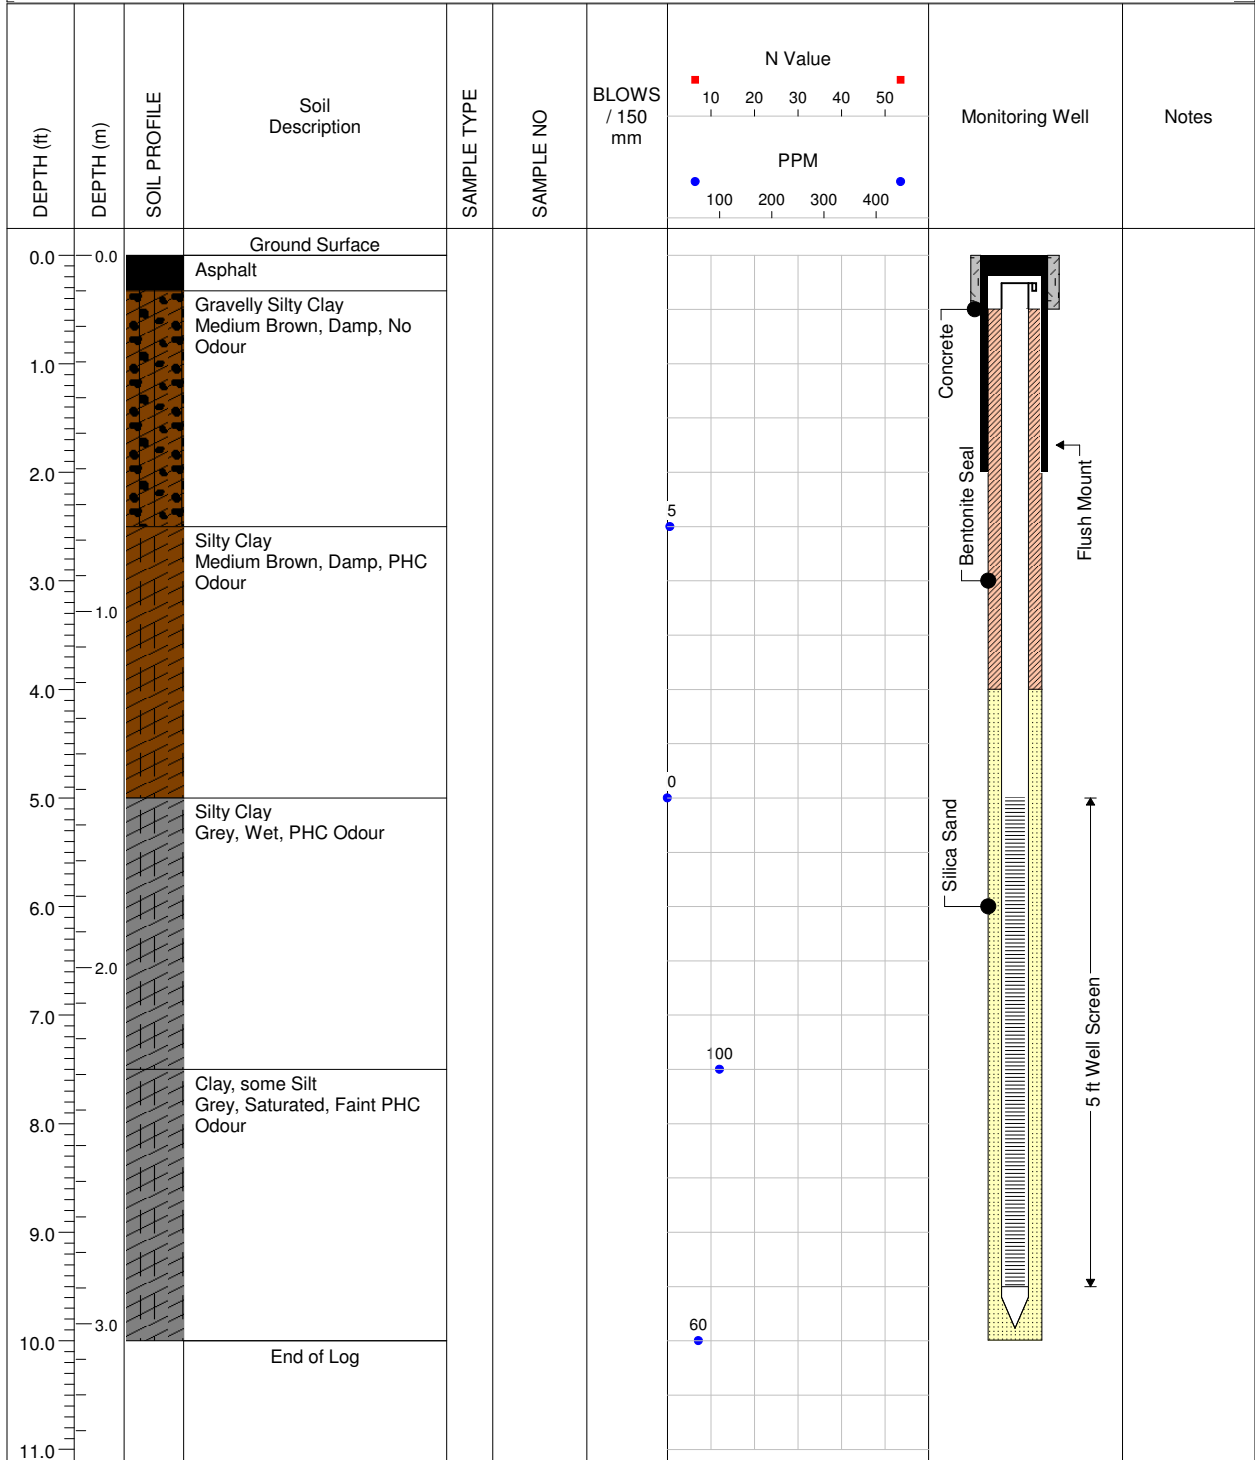 DEPTH (ft)
DEPTH (m)
SOIL PROFILE
Soil
Description
SAMPLE TYPE
SAMPLE NO
BLOWS
/ 150
mm
N Value
10 20 30 40 50
PPM
100 200 300 400
Monitoring Well
Notes
Ground Surface
0.0
0.0
Asphalt
Gravelly Silty Clay
Medium Brown, Damp, No
Odour
1.0
2.0
5
Silty Clay
Medium Brown, Damp, PHC
Odour
3.0
1.0
4.0
0
5.0
Silty Clay
Grey, Wet, PHC Odour
6.0
2.0
7.0
100
Clay, some Silt
Grey, Saturated, Faint PHC
Odour
8.0
9.0
3.0
60
10.0
End of Log
11.0
Concrete
Flush Mount
Bentonite Seal
Silica Sand
5 ft Well Screen